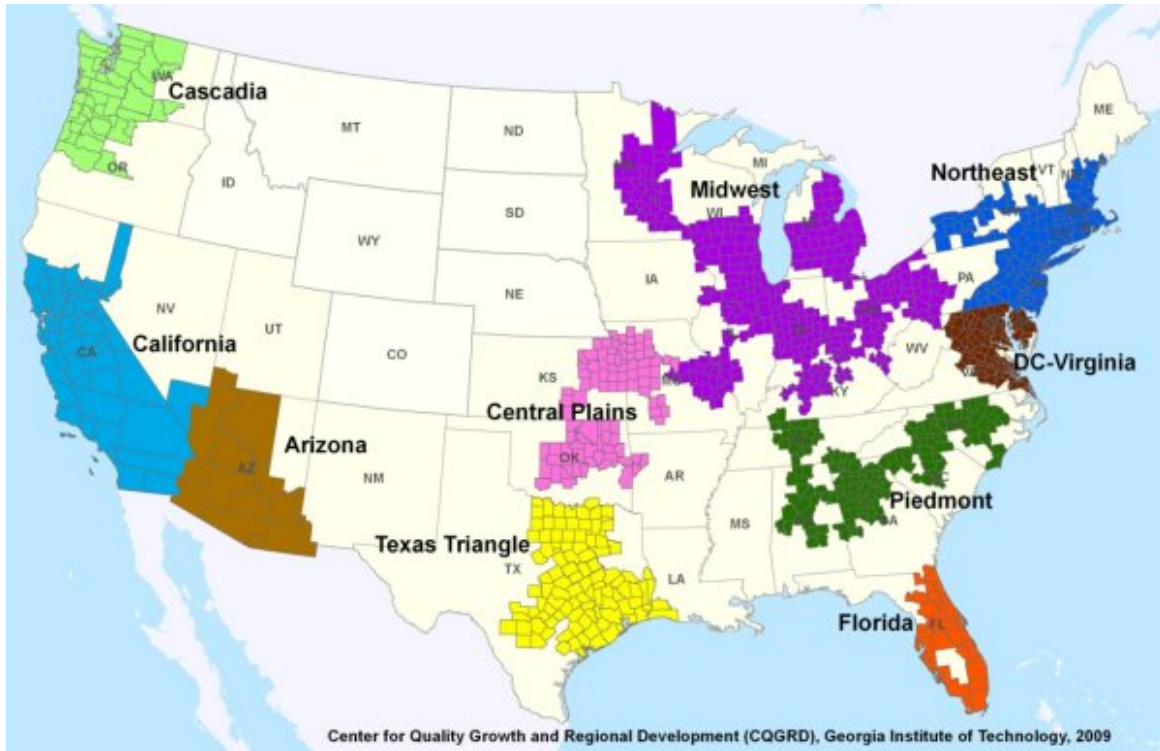 WA
Cascadia
ME
MT
ND
OR
MI
VT
Northeast
ID
Midwest
SD
WI
WY
IA
PA
NE
NV
UT
CA
California
CO
WV
DC-Virginia
KS
KY
Central Plains
Arizona
AZ
OK
NM
AR
Piedmont
MS
Texas Triangle
TX
LA
Florida
FL
Center for Quality Growth and Regional Development (CQGRD), Georgia Institute of Technology, 2009